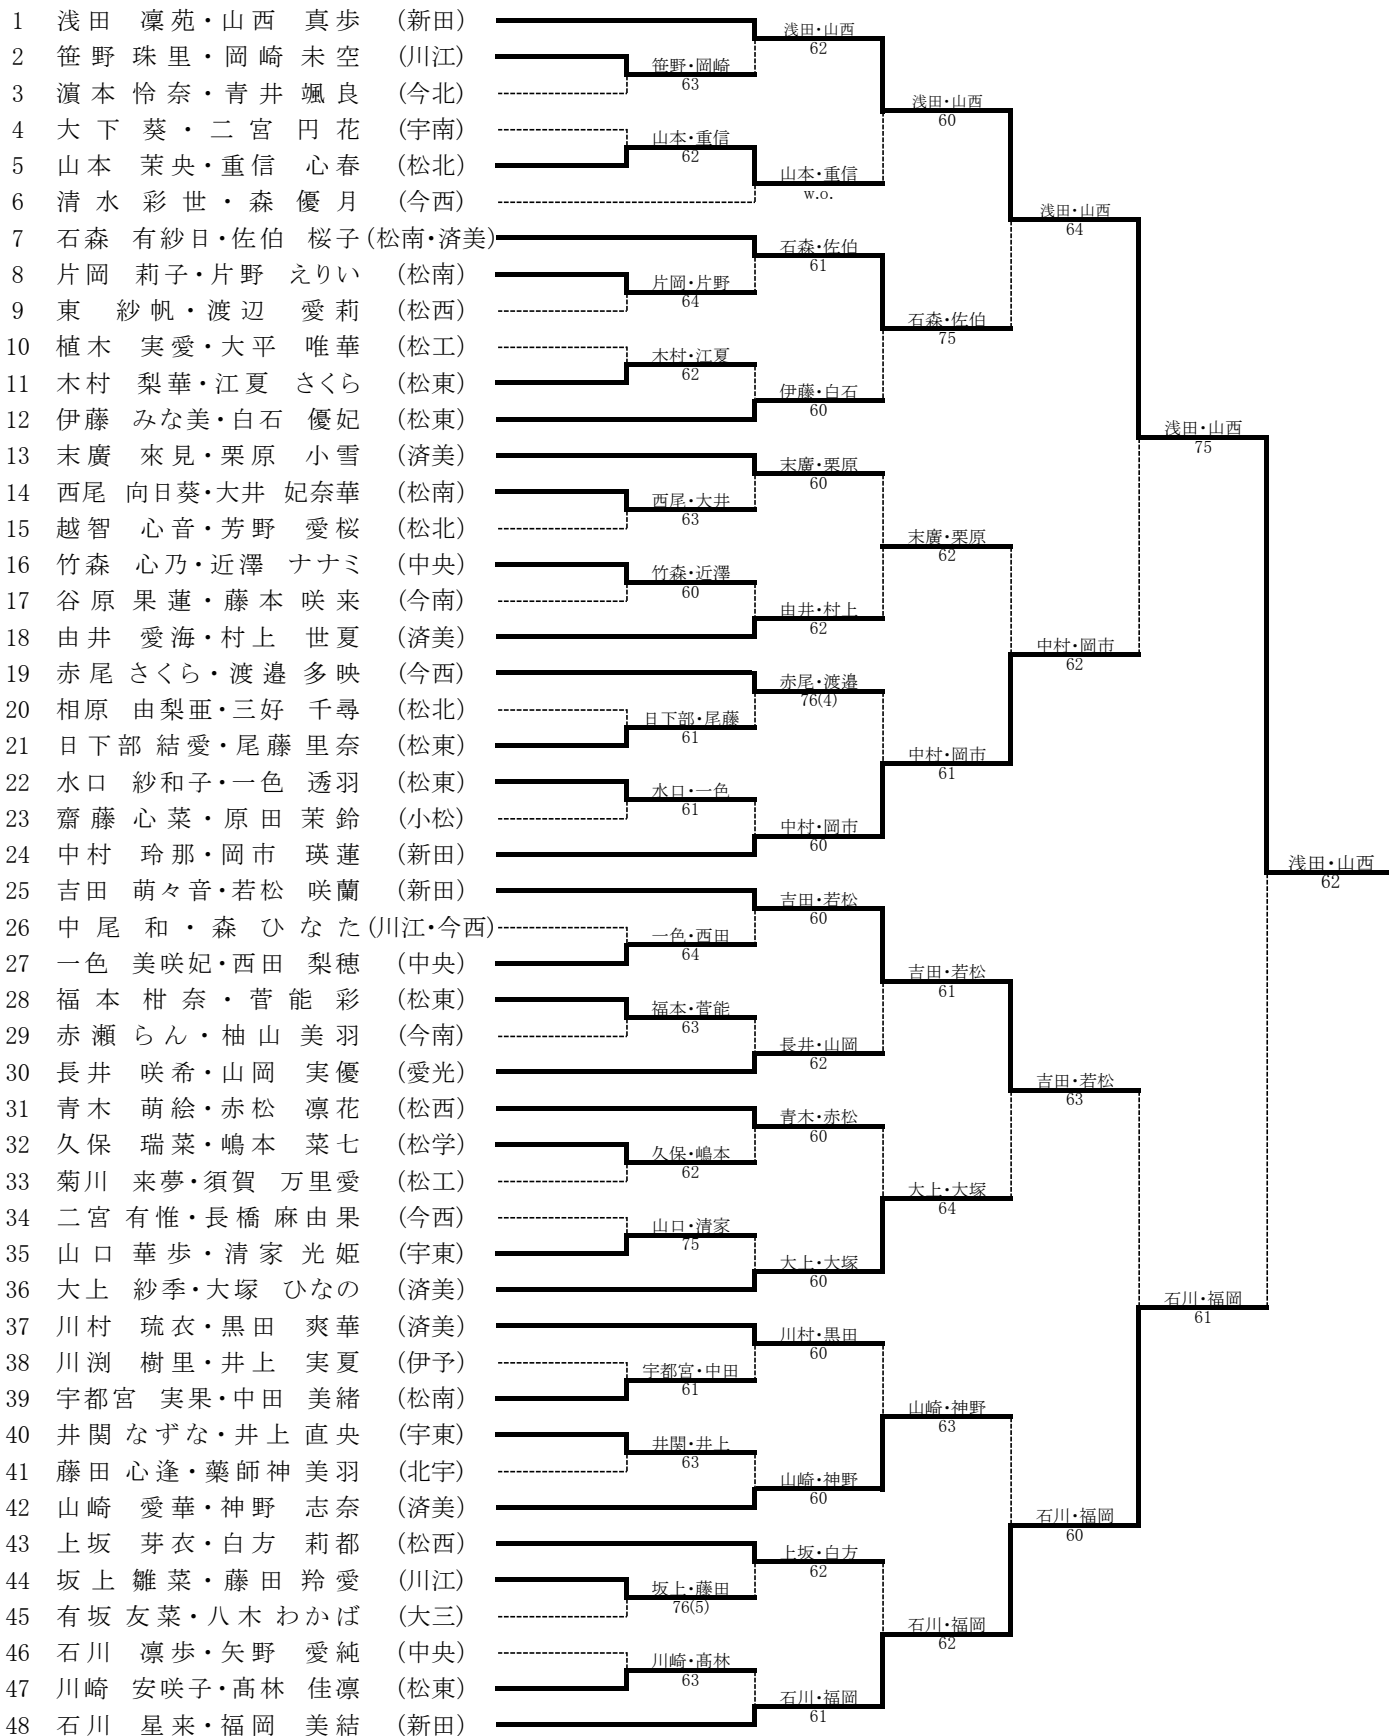 1 浅田 凜苑・山西 真歩 (新田)
2 笹野 珠里・岡崎 未空 (川江)
3 濵本 怜奈・青井 颯良 (今北)
4 大下 葵・二宮 円花 (宇南)
5 山本 茉央・重信 心春 (松北)
6 清水 彩世・森 優月 (今西)
7 石森 有紗日・佐伯 桜子 (松南・済美)
8 片岡 莉子・片野 えりい (松南)
9 東 紗帆・渡辺 愛莉 (松西)
10 植木 実愛・大平 唯華 (松工)
11 木村 梨華・江夏 さくら (松東)
12 伊藤 みな美・白石 優妃 (松東)
13 末廣 來見・栗原 小雪 (済美)
14 西尾 向日葵・大井 妃奈華 (松南)
15 越智 心音・芳野 愛桜 (松北)
16 竹森 心乃・近澤 ナナミ (中央)
17 谷原 果蓮・藤本 咲来 (今南)
18 由井 愛海・村上 世夏 (済美)
19 赤尾 さくら・渡邉 多映 (今西)
20 相原 由梨亜・三好 千尋 (松北)
21 日下部 結愛・尾藤 里奈 (松東)
22 水口 紗和子・一色 透羽 (松東)
23 齋藤 心菜・原田 茉鈴 (小松)
24 中村 玲那・岡市 瑛蓮 (新田)
25 吉田 萌々音・若松 咲蘭 (新田)
26 中尾 和・森 ひなた (川江・今西)
27 一色 美咲妃・西田 梨穂 (中央)
28 福本 柑奈・菅能 彩 (松東)
29 赤瀬 らん・柚山 美羽 (今南)
30 長井 咲希・山岡 実優 (愛光)
31 青木 萌絵・赤松 凛花 (松西)
32 久保 瑞菜・嶋本 菜七 (松学)
33 菊川 来夢・須賀 万里愛 (松工)
34 二宮 有惟・長橋 麻由果 (今西)
35 山口 華歩・清家 光姫 (宇東)
36 大上 紗季・大塚 ひなの (済美)
37 川村 琉衣・黒田 爽華 (済美)
38 川渕 樹里・井上 実夏 (伊予)
39 宇都宮 実果・中田 美緒 (松南)
40 井関 なずな・井上 直央 (宇東)
41 藤田 心逢・藥師神 美羽 (北宇)
42 山崎 愛華・神野 志奈 (済美)
43 上坂 芽衣・白方 莉都 (松西)
44 坂上 雛菜・藤田 羚愛 (川江)
45 有坂 友菜・八木 わかば (大三)
46 石川 凛歩・矢野 愛純 (中央)
47 川崎 安咲子・髙林 佳凛 (松東)
48 石川 星来・福岡 美結 (新田)
笹野・岡崎
63
山本・重信
62
片岡・片野
64
木村・江夏
62
西尾・大井
63
竹森・近澤
60
日下部・尾藤
61
水口・一色
61
一色・西田
64
福本・菅能
63
久保・嶋本
62
山口・清家
75
宇都宮・中田
61
井関・井上
63
坂上・藤田
76(5)
川崎・髙林
63
浅田・山西
62
山本・重信
w.o.
石森・佐伯
61
伊藤・白石
60
末廣・栗原
60
由井・村上
62
赤尾・渡邉
76(4)
中村・岡市
60
吉田・若松
60
長井・山岡
62
青木・赤松
60
大上・大塚
60
川村・黒田
60
山崎・神野
60
上坂・白方
62
石川・福岡
61
浅田・山西
60
石森・佐伯
75
末廣・栗原
62
中村・岡市
61
吉田・若松
61
大上・大塚
64
山崎・神野
63
石川・福岡
62
浅田・山西
64
中村・岡市
62
吉田・若松
63
石川・福岡
60
浅田・山西
75
石川・福岡
61
浅田・山西
62